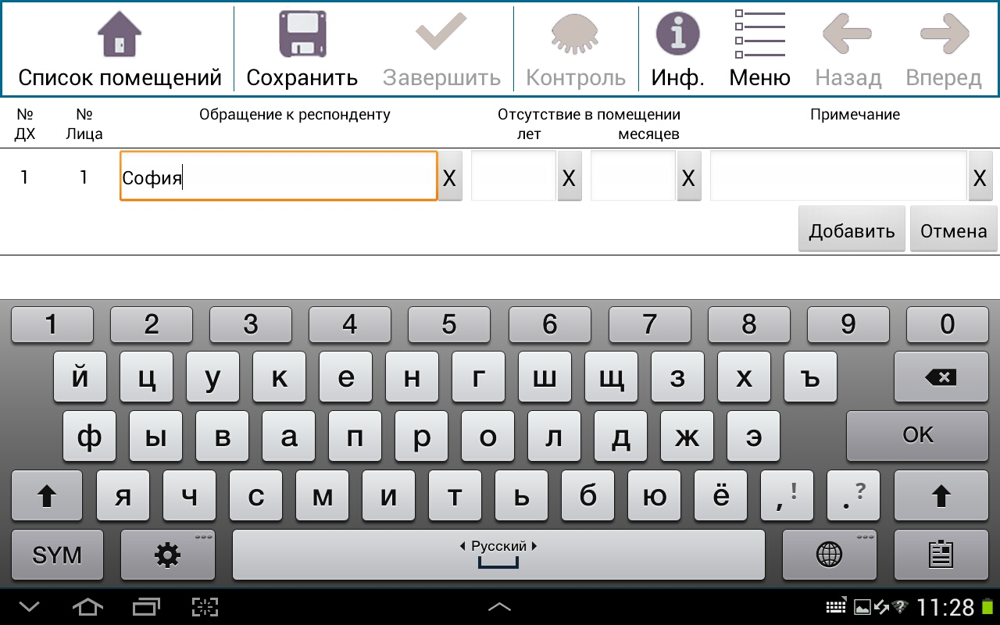 Список помещений Сохранить Завершить Контроль Инф. Меню Назад Вперед
№ № Обращение к респонденту Отсутствие в помещении Примечание
ДХ Лица лет месяцев
1 1 София X X X X
Добавить Отмена
1 2 3 4 5 6 7 8 9 0
й ц у к е н г ш щ з х ъ
ф ы в а п р о л д ж э OK
я ч с м и т ь б ю ё , ! . ?
SYM Русский
11:28